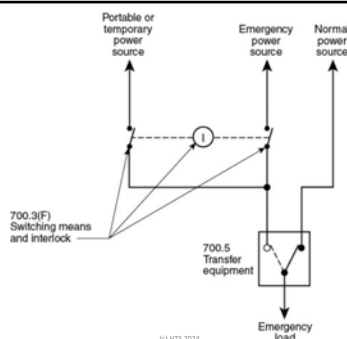 Portable or
temporary
power
source
Emergency
power
source
Normal
power
source
I
700.3(F)
Switching means
and interlock
700.5
Transfer
equipment
Emergency
load
(c) HTS 2024